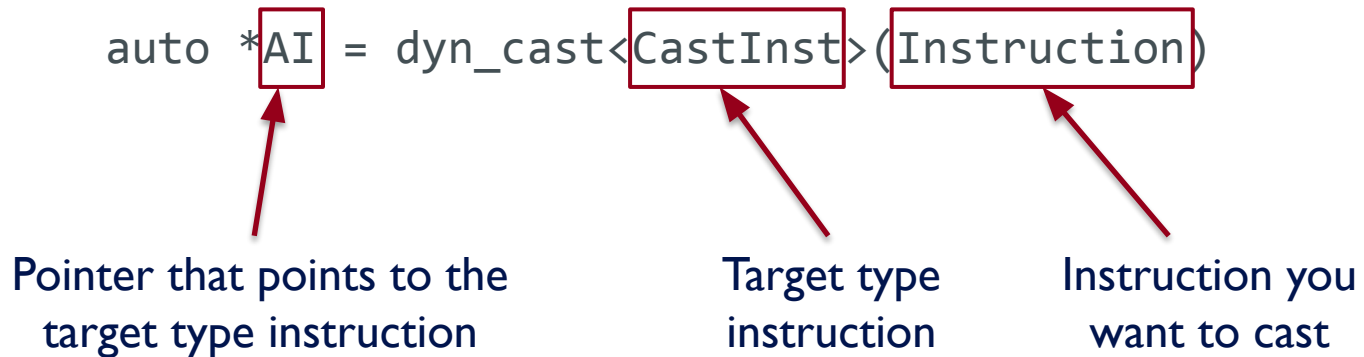 auto *AI = dyn_cast<CastInst>(Instruction)
Pointer that points to the
target type instruction
Target type
instruction
Instruction you
want to cast